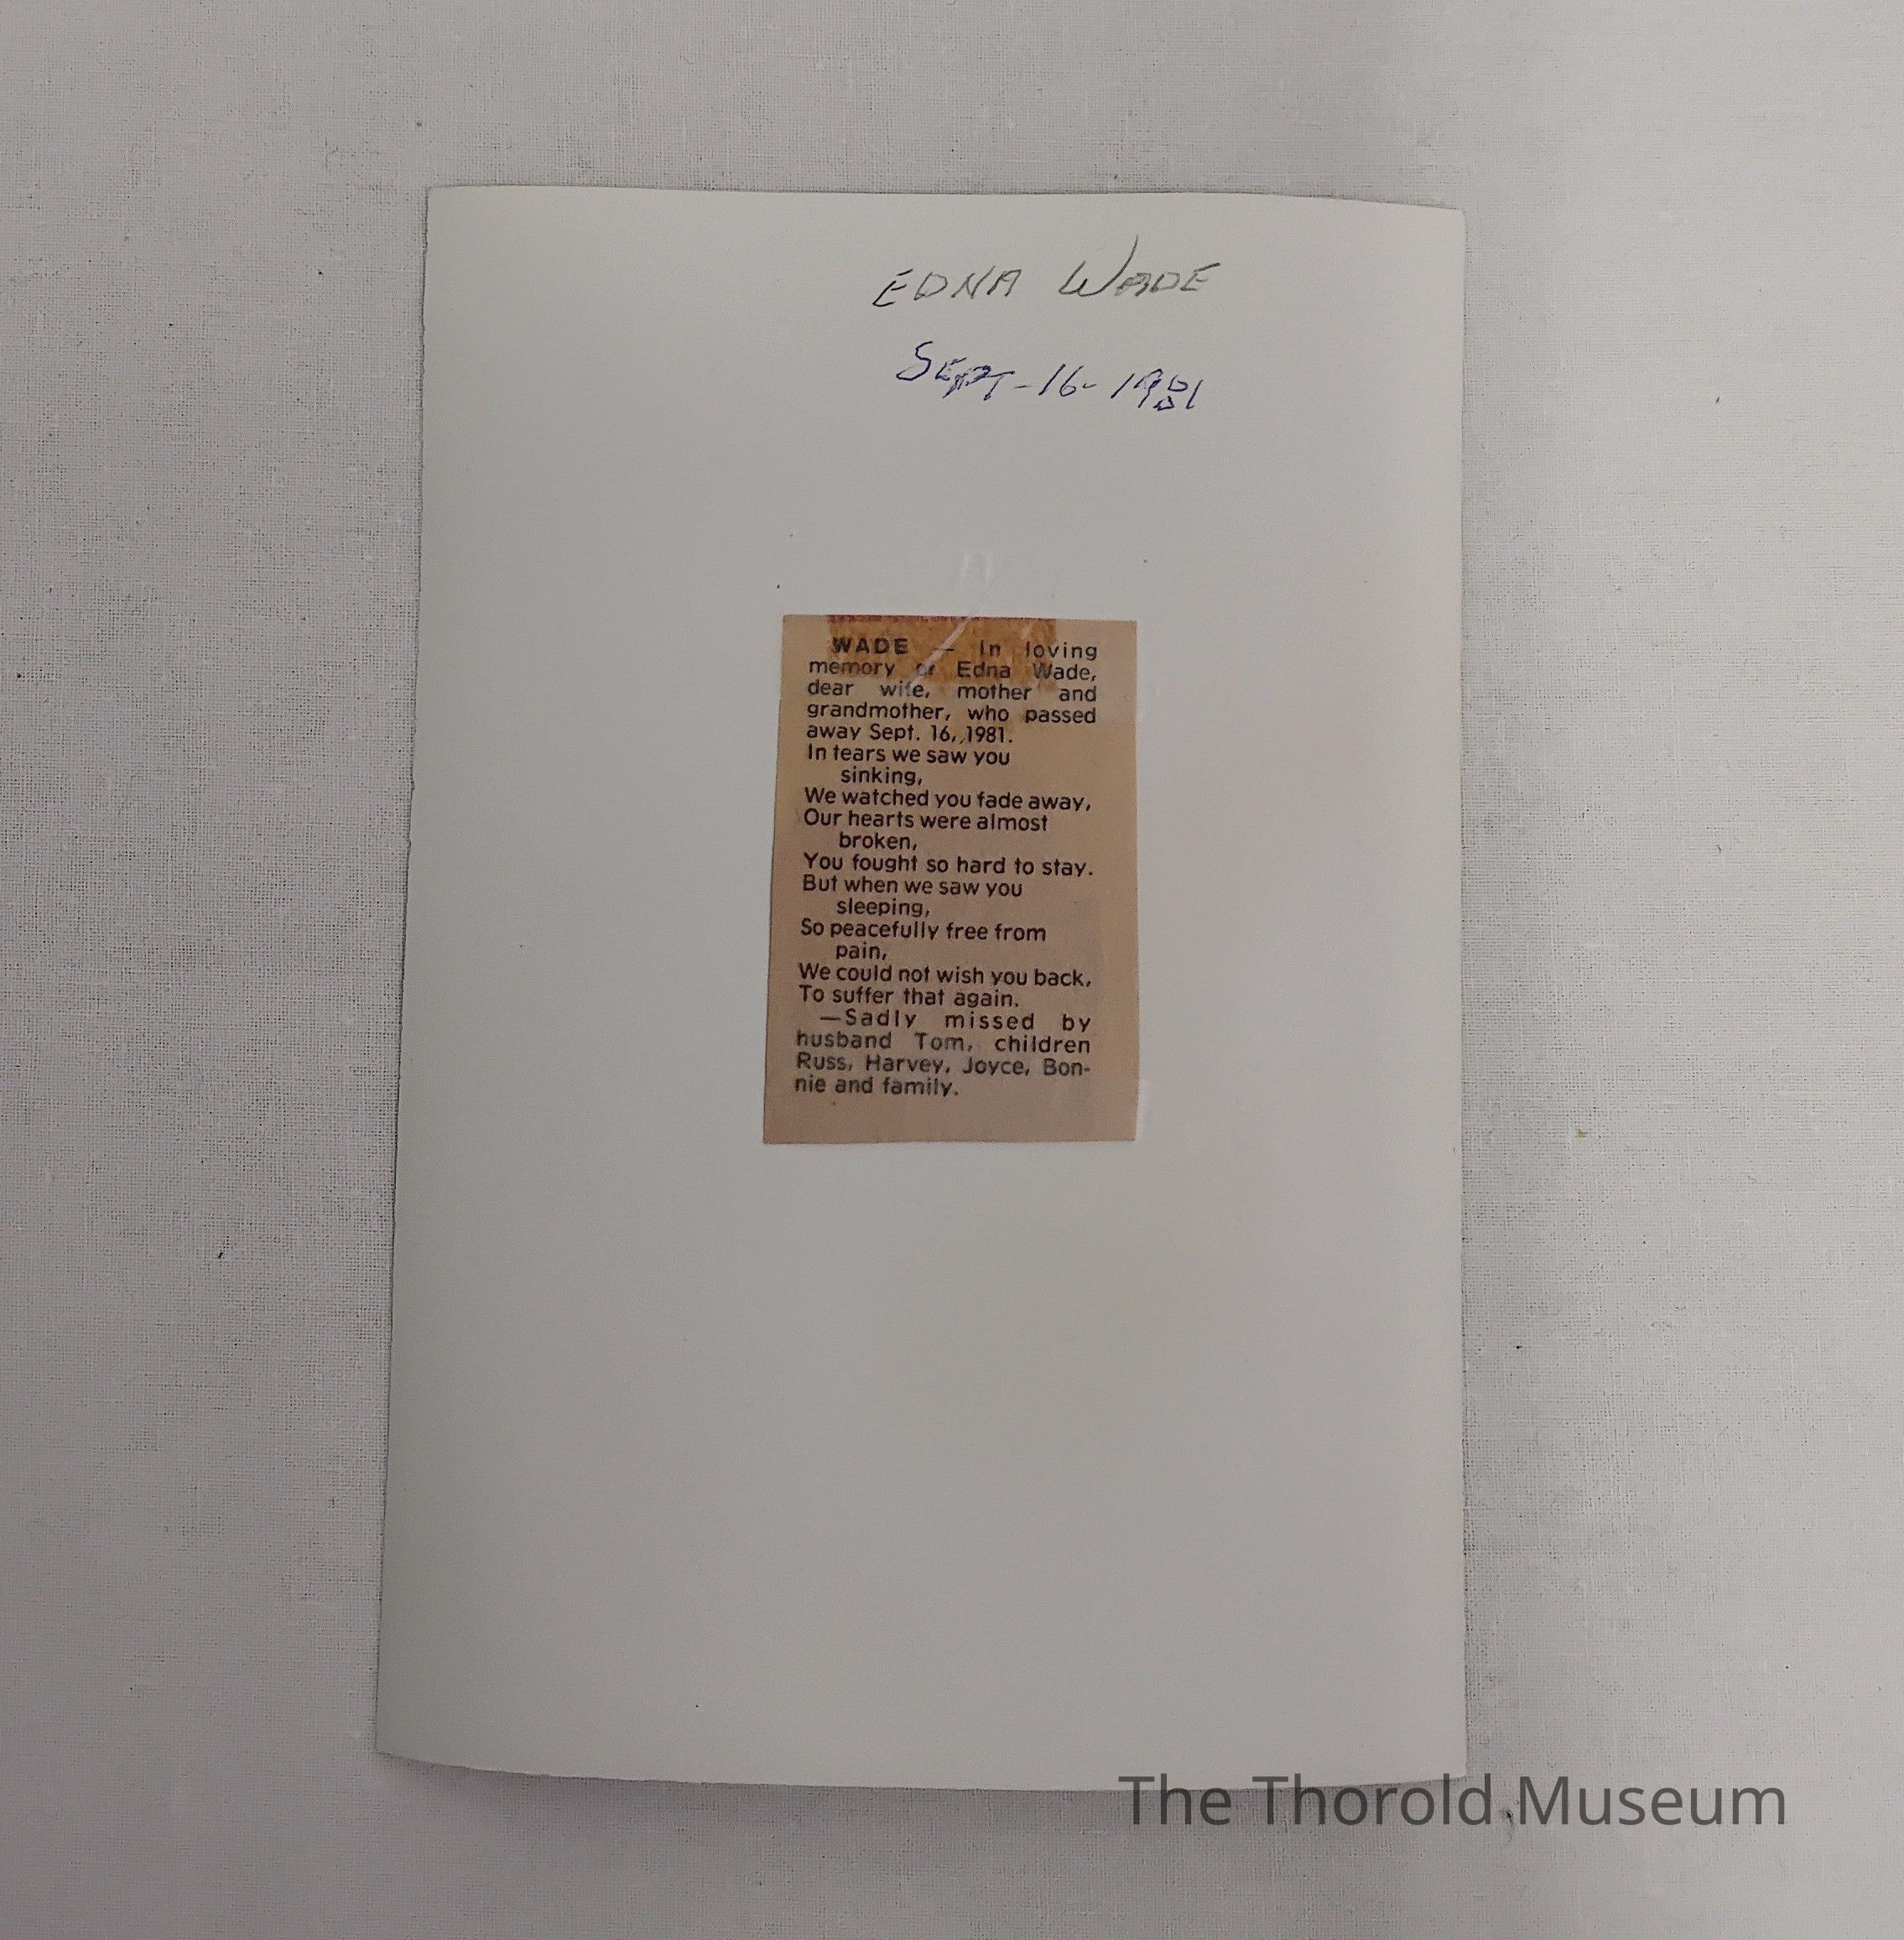 EDNA WADE
SEPT-16-1981
WADE — In loving
memory of Edna Wade,
dear wife, mother and
grandmother, who passed
away Sept. 16, 1981.
In tears we saw you
sinking,
We watched you fade away,
Our hearts were almost
broken,
You fought so hard to stay.
But when we saw you
sleeping,
So peacefully free from
pain,
We could not wish you back,
To suffer that again.
—Sadly missed by
husband Tom, children
Russ, Harvey, Joyce, Bon-
nie and family.
The Thorold Museum